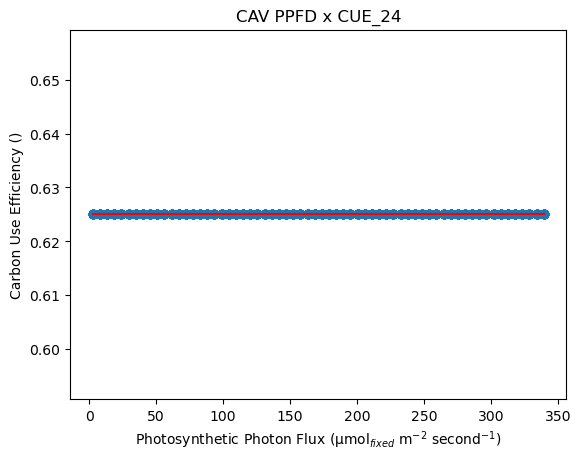 CAV PPFD x CUE_24
Carbon Use Efficiency ()
0.65
0.64
0.63
0.62
0.61
0.60
0 50 100 150 200 250 300 350
Photosynthetic Photon Flux (µmol_fixed m⁻² second⁻¹)